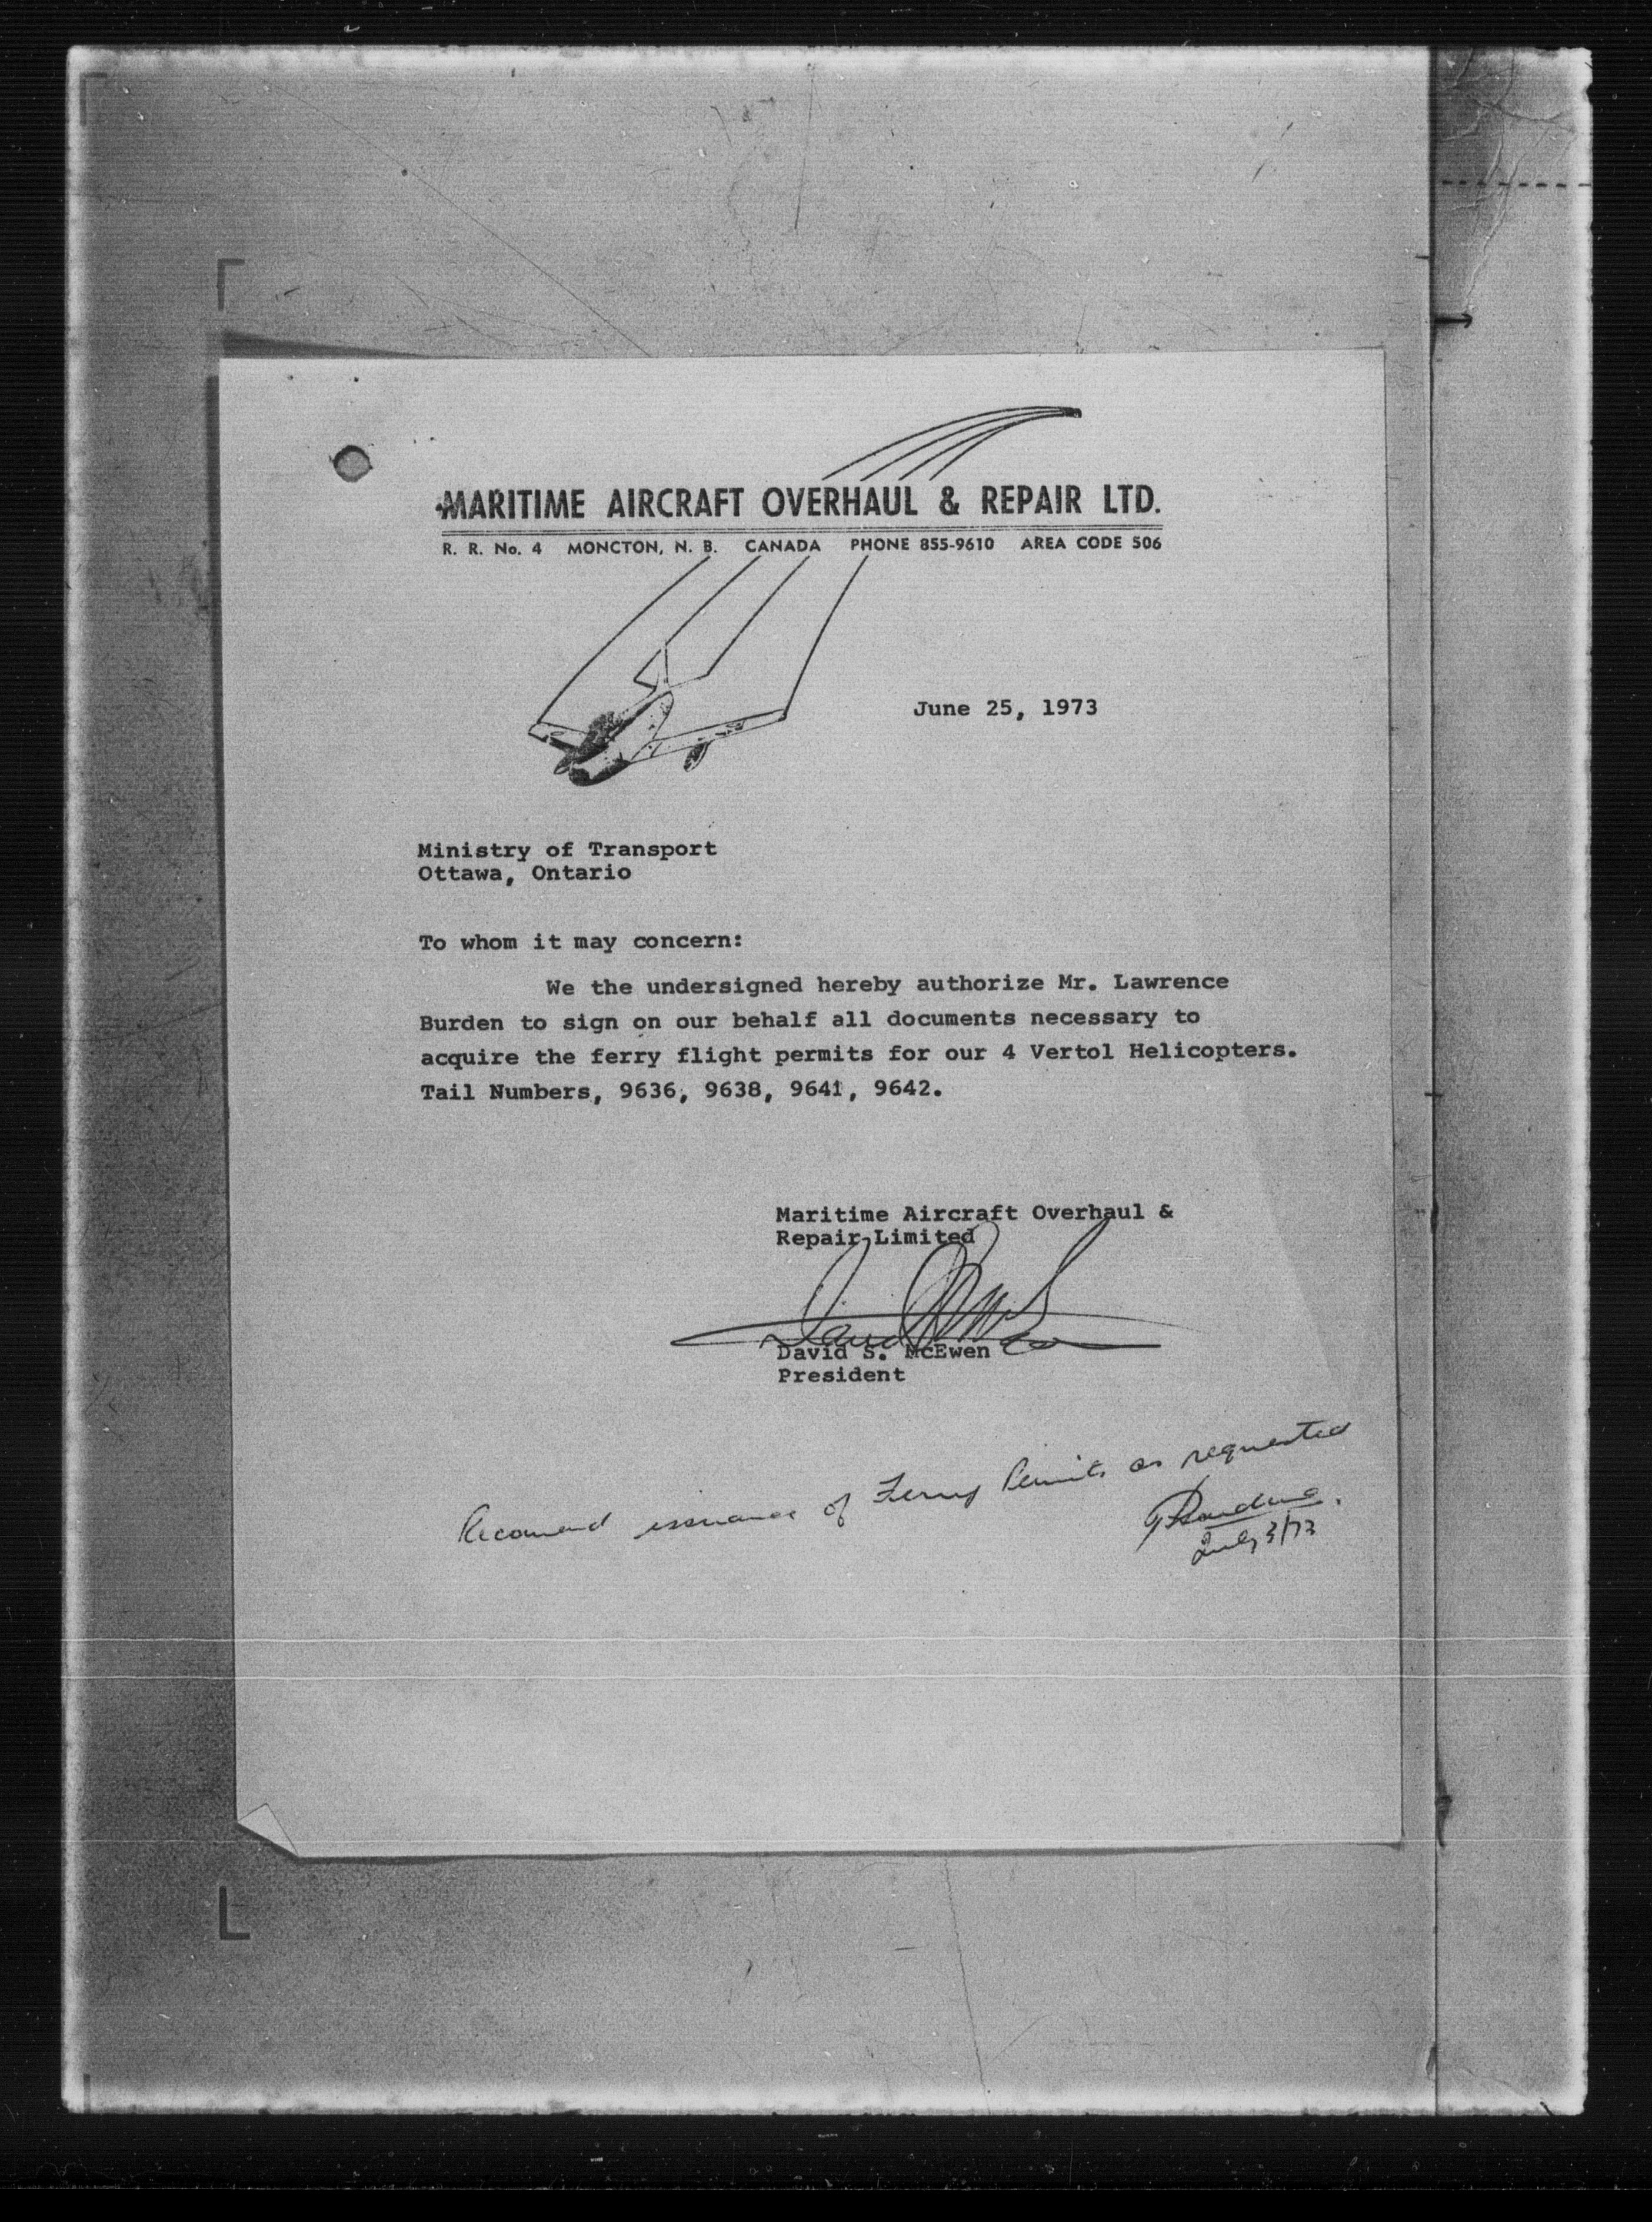 MARITIME AIRCRAFT OVERHAUL & REPAIR LTD.
R. R. No. 4 MONCTON, N. B. CANADA PHONE 855-9610 AREA CODE 506
June 25, 1973
Ministry of Transport
Ottawa, Ontario
To whom it may concern:
We the undersigned hereby authorize Mr. Lawrence
Burden to sign on our behalf all documents necessary to
acquire the ferry flight permits for our 4 Vertol Helicopters.
Tail Numbers, 9636, 9638, 9641, 9642.
Maritime Aircraft Overhaul &
Repair Limited
David S. McEwen
President
Recomend issuance of Ferry Permits as requested
July 3/73